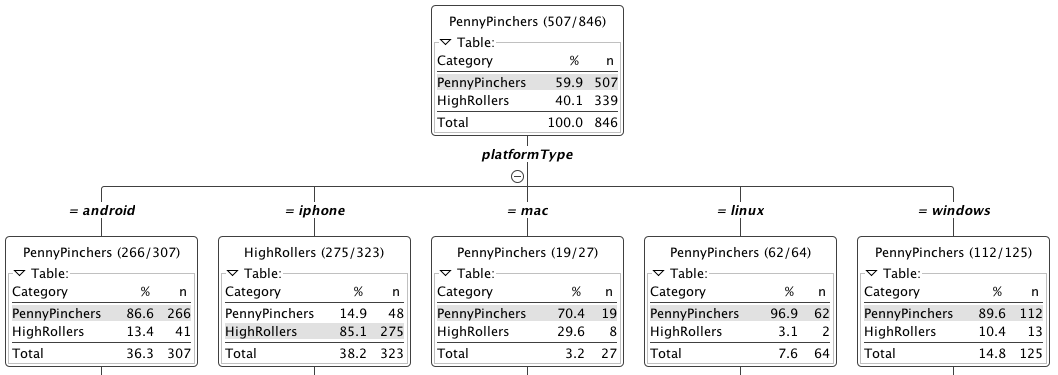 PennyPinchers (507/846)
Table:
Category % n
PennyPinchers 59.9 507
HighRollers 40.1 339
Total 100.0 846
platformType
= android
= iphone
= mac
= linux
= windows
PennyPinchers (266/307)
Table:
Category % n
PennyPinchers 86.6 266
HighRollers 13.4 41
Total 36.3 307
HighRollers (275/323)
Table:
Category % n
PennyPinchers 14.9 48
HighRollers 85.1 275
Total 38.2 323
PennyPinchers (19/27)
Table:
Category % n
PennyPinchers 70.4 19
HighRollers 29.6 8
Total 3.2 27
PennyPinchers (62/64)
Table:
Category % n
PennyPinchers 96.9 62
HighRollers 3.1 2
Total 7.6 64
PennyPinchers (112/125)
Table:
Category % n
PennyPinchers 89.6 112
HighRollers 10.4 13
Total 14.8 125